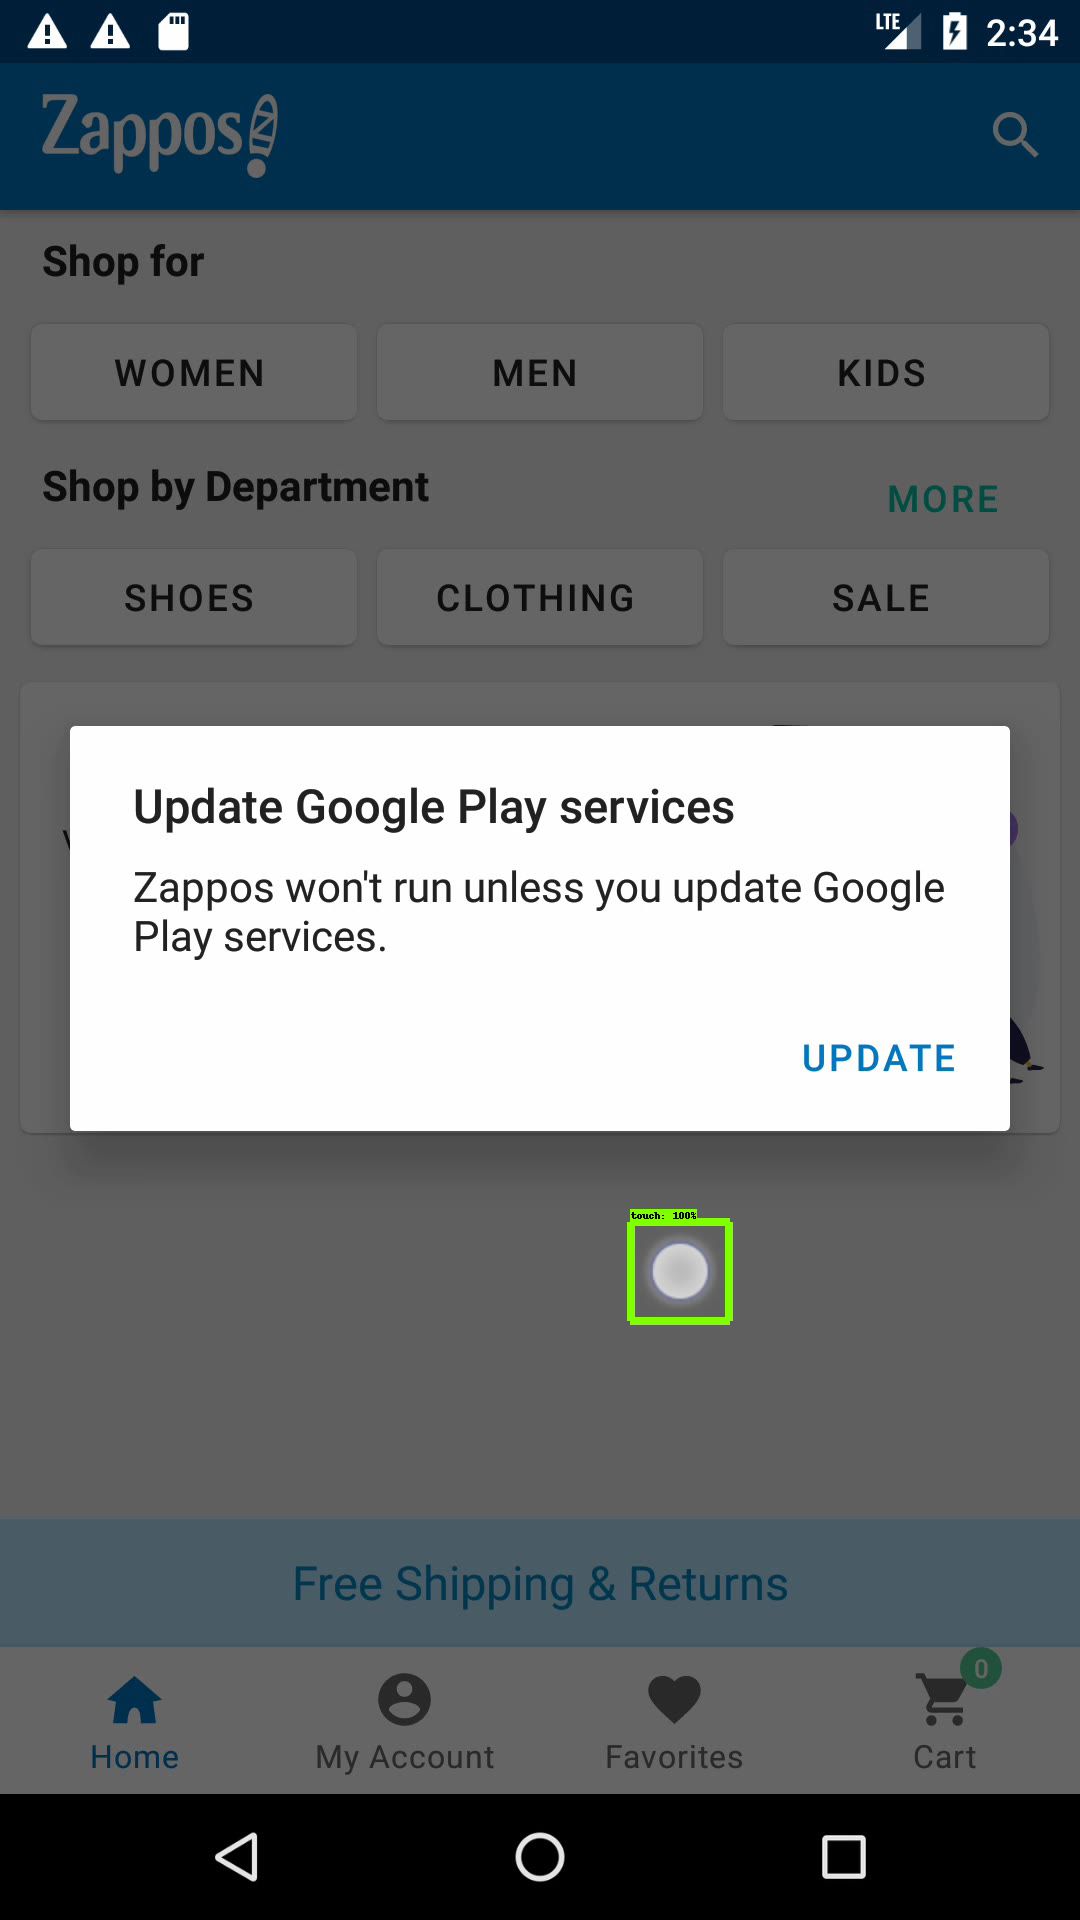 LTE 2:34
Zappos
Shop for
WOMEN MEN KIDS
Shop by Department MORE
SHOES CLOTHING SALE
Update Google Play services
Zappos won't run unless you update Google
Play services.
UPDATE
touch: 100%
Free Shipping & Returns
0
Home My Account Favorites Cart